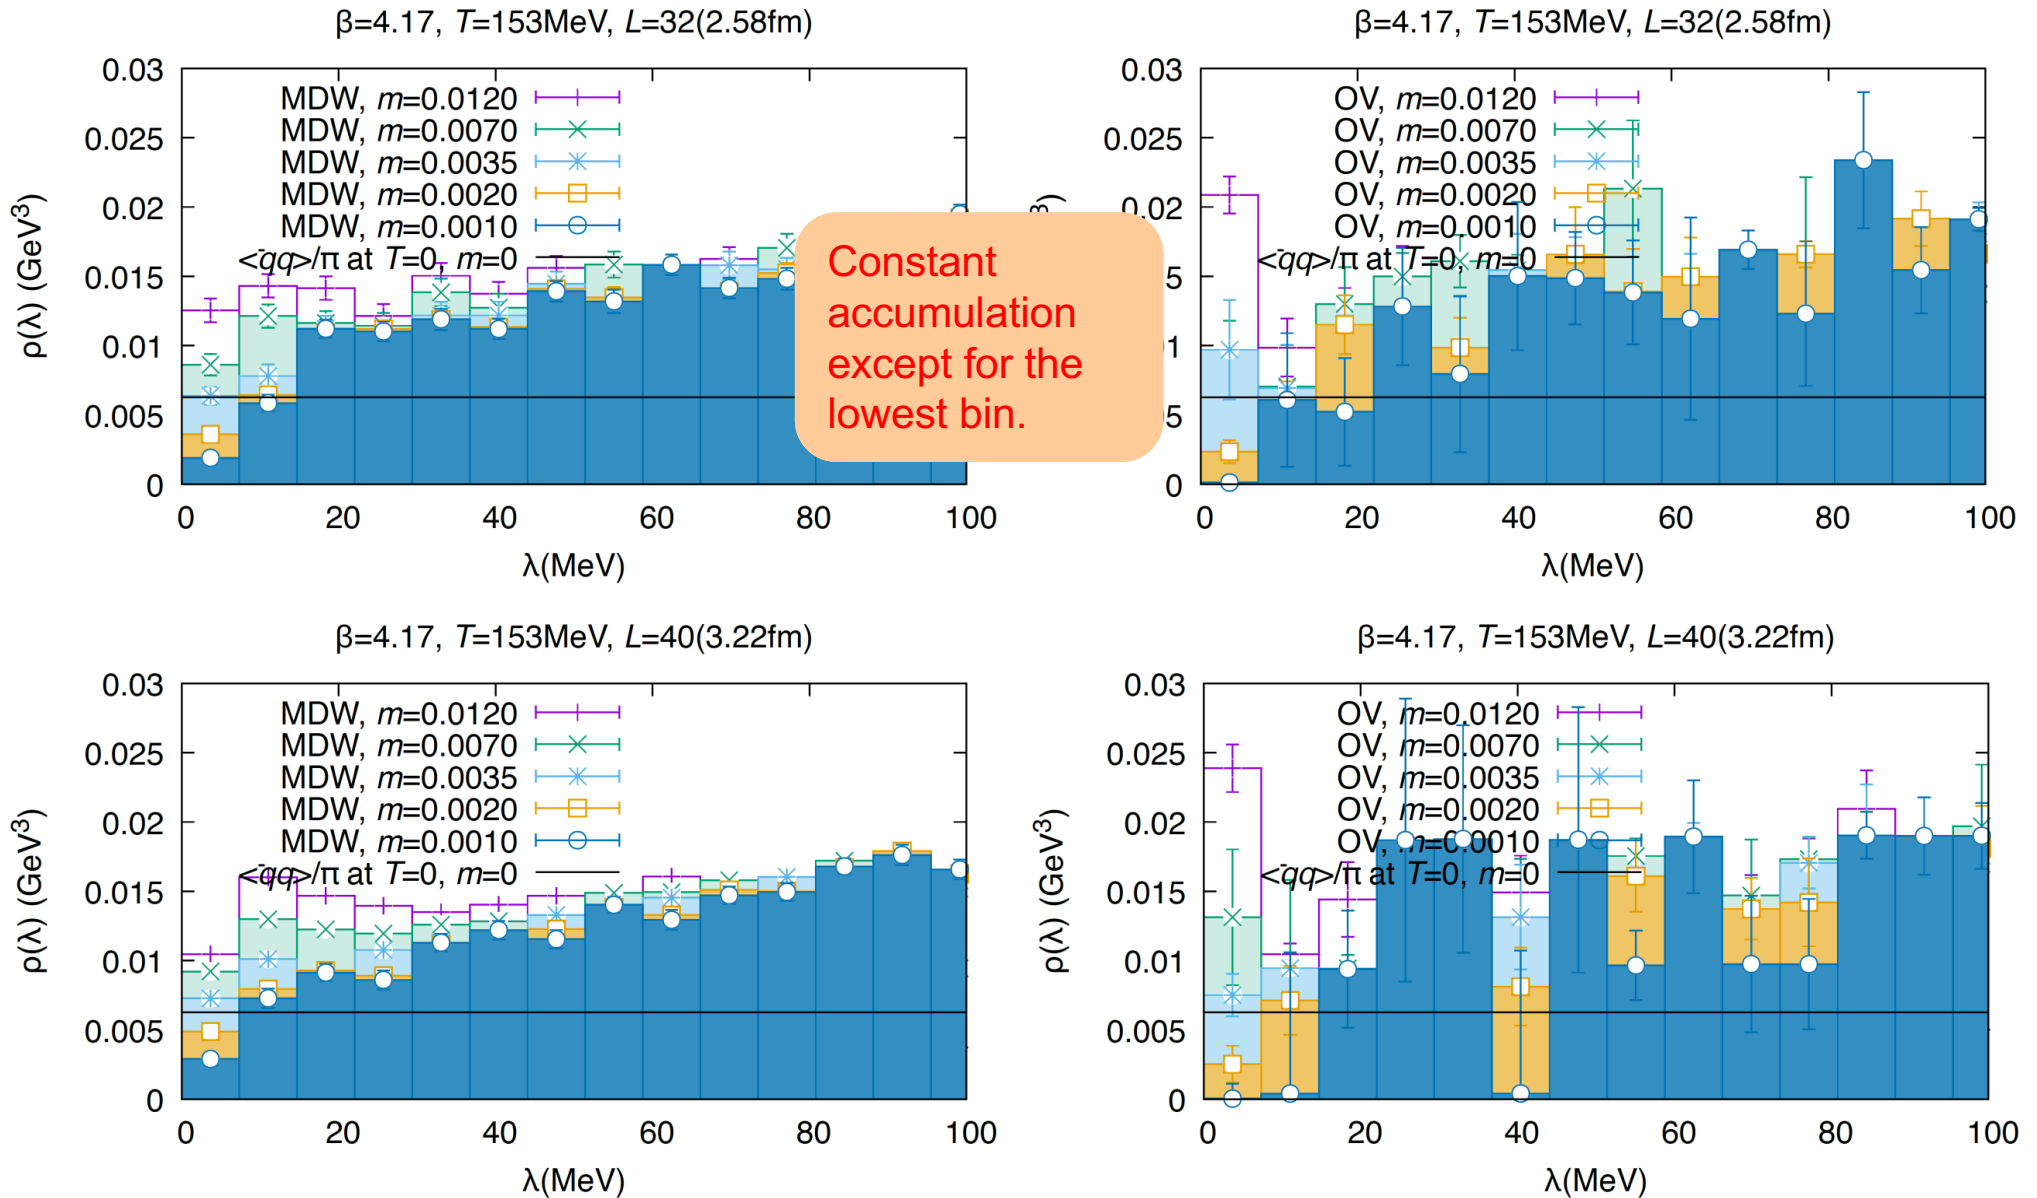 β=4.17, T=153MeV, L=32(2.58fm)
0.03
0.025
0.02
0.015
0.01
0.005
0
ρ(λ) (GeV³)
MDW, m=0.0120
MDW, m=0.0070
MDW, m=0.0035
MDW, m=0.0020
MDW, m=0.0010
<q̄q>/π at T=0, m=0
0 20 40 60 80 100
λ(MeV)
β=4.17, T=153MeV, L=32(2.58fm)
0.03
0.025
.02
5
1
5
0
3)
OV, m=0.0120
OV, m=0.0070
OV, m=0.0035
OV, m=0.0020
OV, m=0.0010
<q̄q>/π at T=0, m=0
0 20 40 60 80 100
λ(MeV)
Constant
accumulation
except for the
lowest bin.
β=4.17, T=153MeV, L=40(3.22fm)
0.03
0.025
0.02
0.015
0.01
0.005
0
ρ(λ) (GeV³)
MDW, m=0.0120
MDW, m=0.0070
MDW, m=0.0035
MDW, m=0.0020
MDW, m=0.0010
<q̄q>/π at T=0, m=0
0 20 40 60 80 100
λ(MeV)
β=4.17, T=153MeV, L=40(3.22fm)
0.03
0.025
0.02
0.015
0.01
0.005
0
ρ(λ) (GeV³)
OV, m=0.0120
OV, m=0.0070
OV, m=0.0035
OV, m=0.0020
OV, m=0.0010
<q̄q>/π at T=0, m=0
0 20 40 60 80 100
λ(MeV)